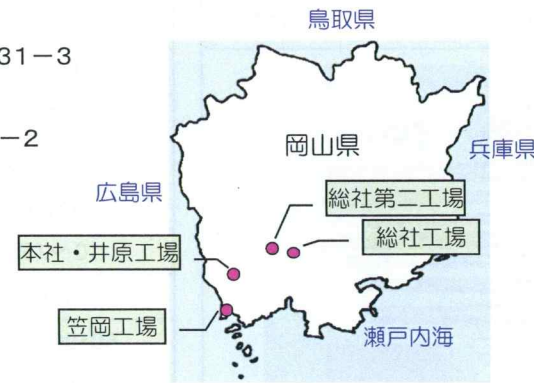 鳥取県
31−3
−2
岡山県
兵庫県
広島県
総社第二工場
総社工場
本社・井原工場
笠岡工場
瀬戸内海